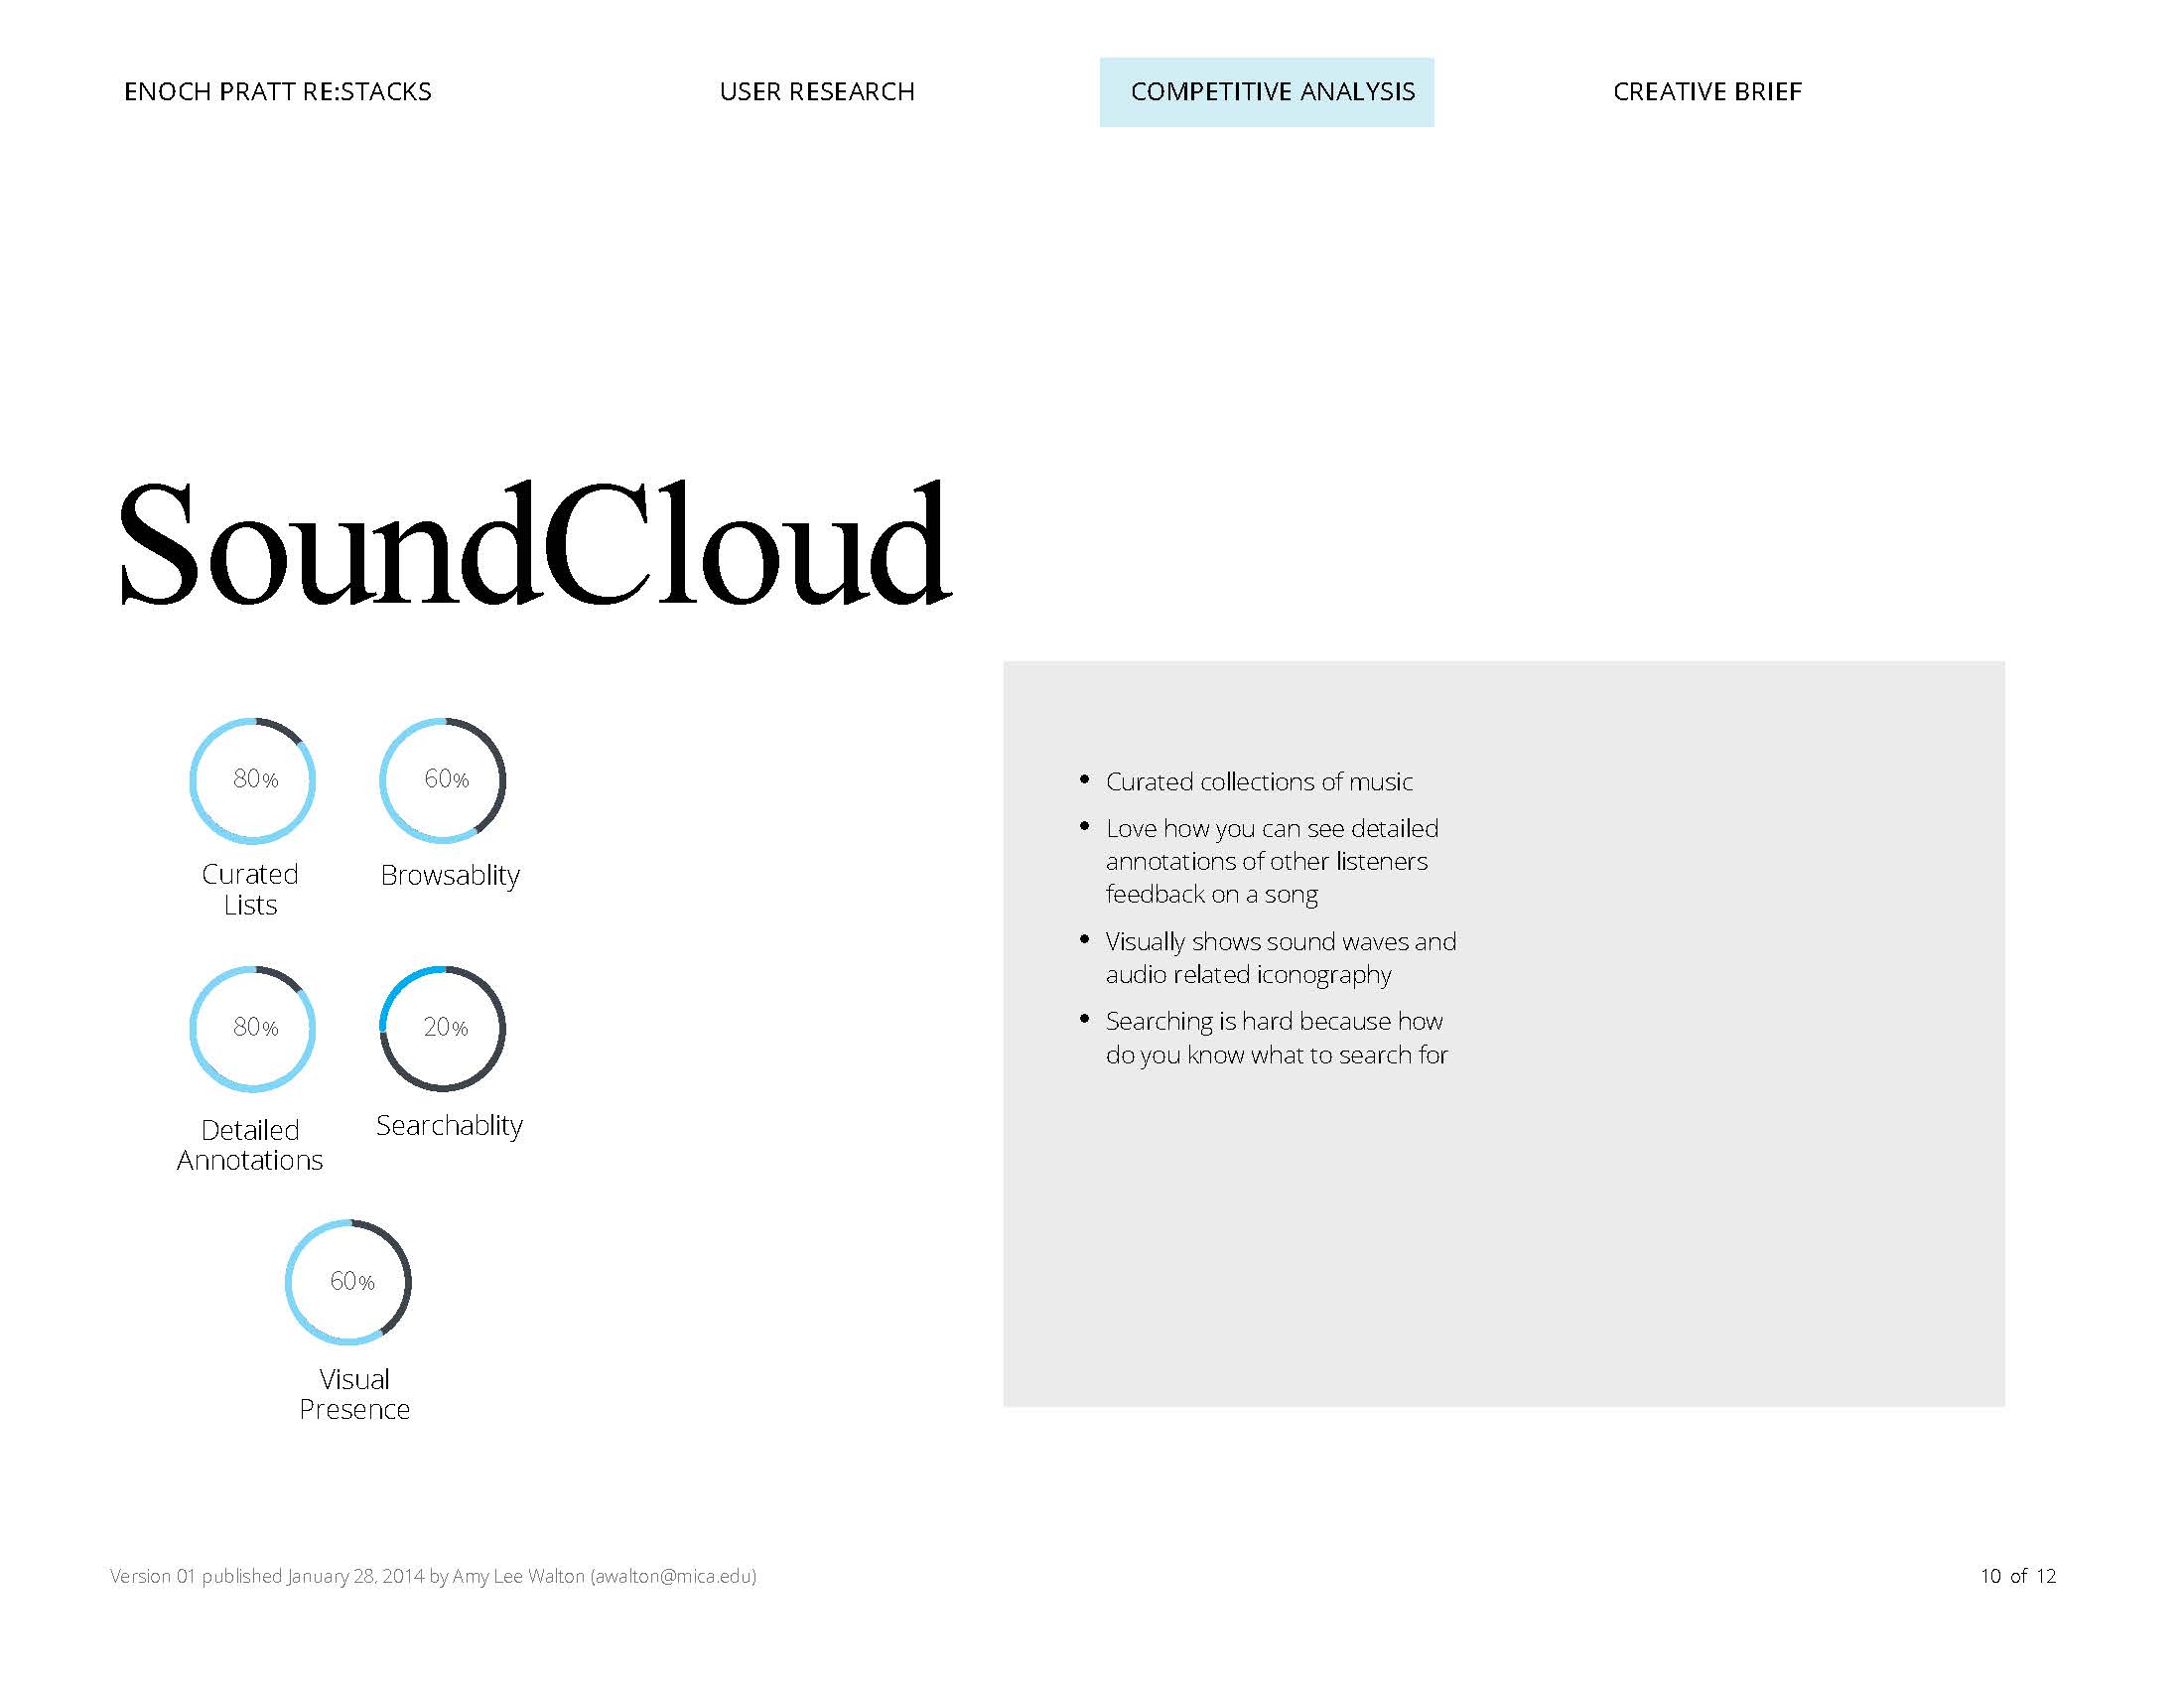 ENOCH PRATT RE:STACKS
USER RESEARCH
COMPETITIVE ANALYSIS
CREATIVE BRIEF
SoundCloud
80%
Curated
Lists
60%
Browsablity
80%
Detailed
Annotations
20%
Searchablity
60%
Visual
Presence
• Curated collections of music
• Love how you can see detailed
annotations of other listeners
feedback on a song
• Visually shows sound waves and
audio related iconography
• Searching is hard because how
do you know what to search for
Version 01 published January 28, 2014 by Amy Lee Walton (awalton@mica.edu)
10 of 12